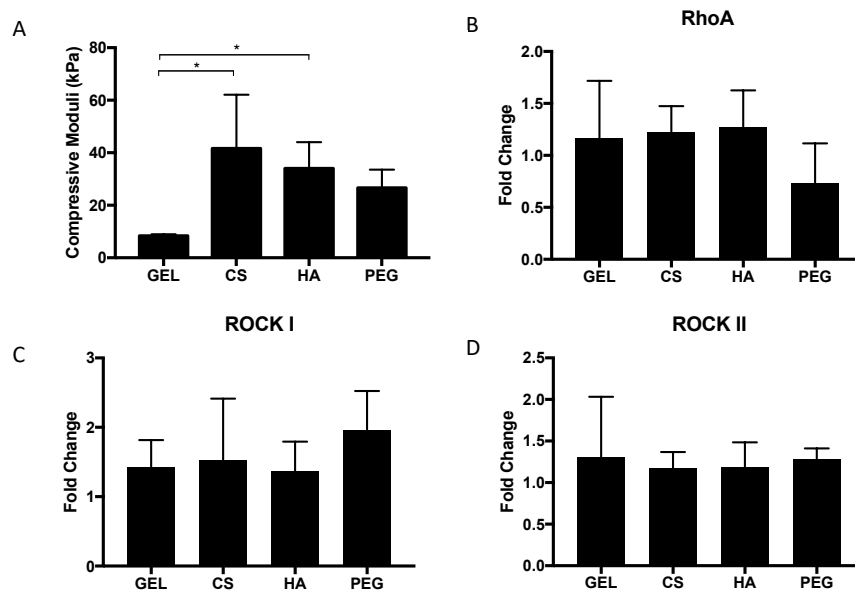 A
Compressive Moduli (kPa)
80
60
40
20
0
*
*
GEL CS HA PEG
B
RhoA
Fold Change
2.0
1.5
1.0
0.5
0.0
GEL CS HA PEG
C
ROCK I
Fold Change
3
2
1
0
GEL CS HA PEG
D
ROCK II
Fold Change
2.5
2.0
1.5
1.0
0.5
0.0
GEL CS HA PEG